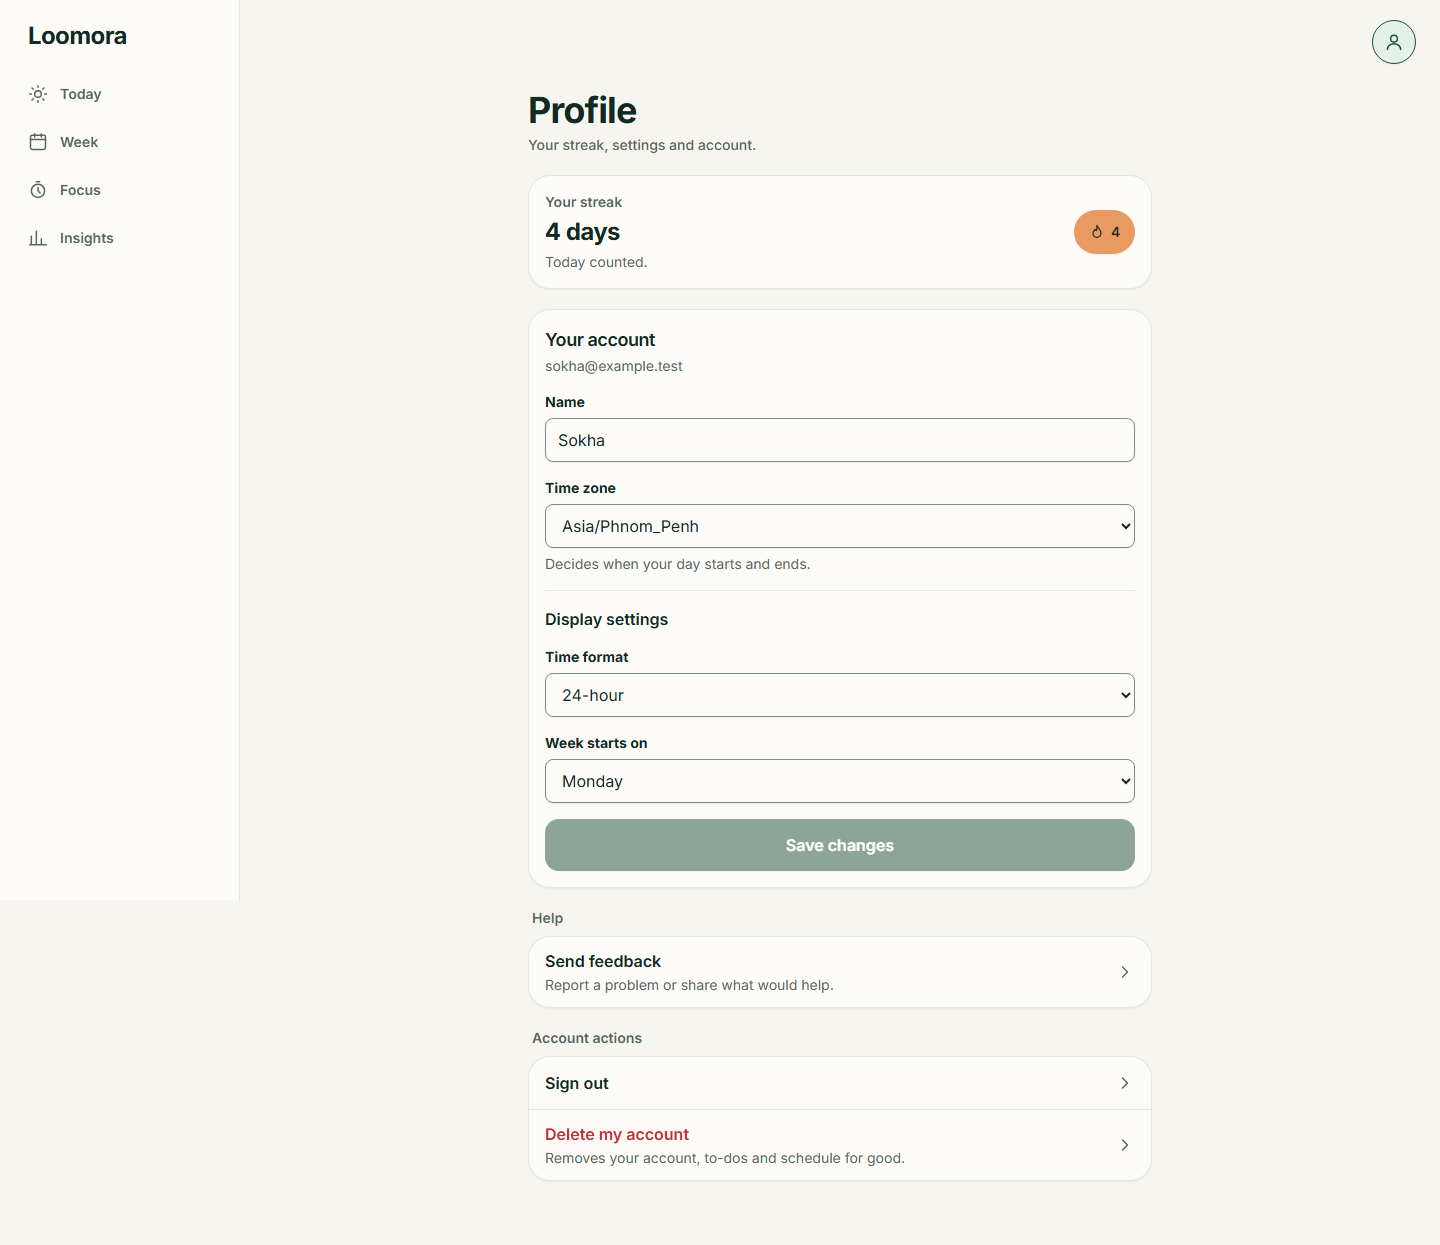 Loomora
Today
Week
Focus
Insights
Profile
Your streak, settings and account.
Your streak
4 days
Today counted.
4
Your account
sokha@example.test
Name
Sokha
Time zone
Asia/Phnom_Penh
Decides when your day starts and ends.
Display settings
Time format
24-hour
Week starts on
Monday
Save changes
Help
Send feedback
Report a problem or share what would help.
Account actions
Sign out
Delete my account
Removes your account, to-dos and schedule for good.